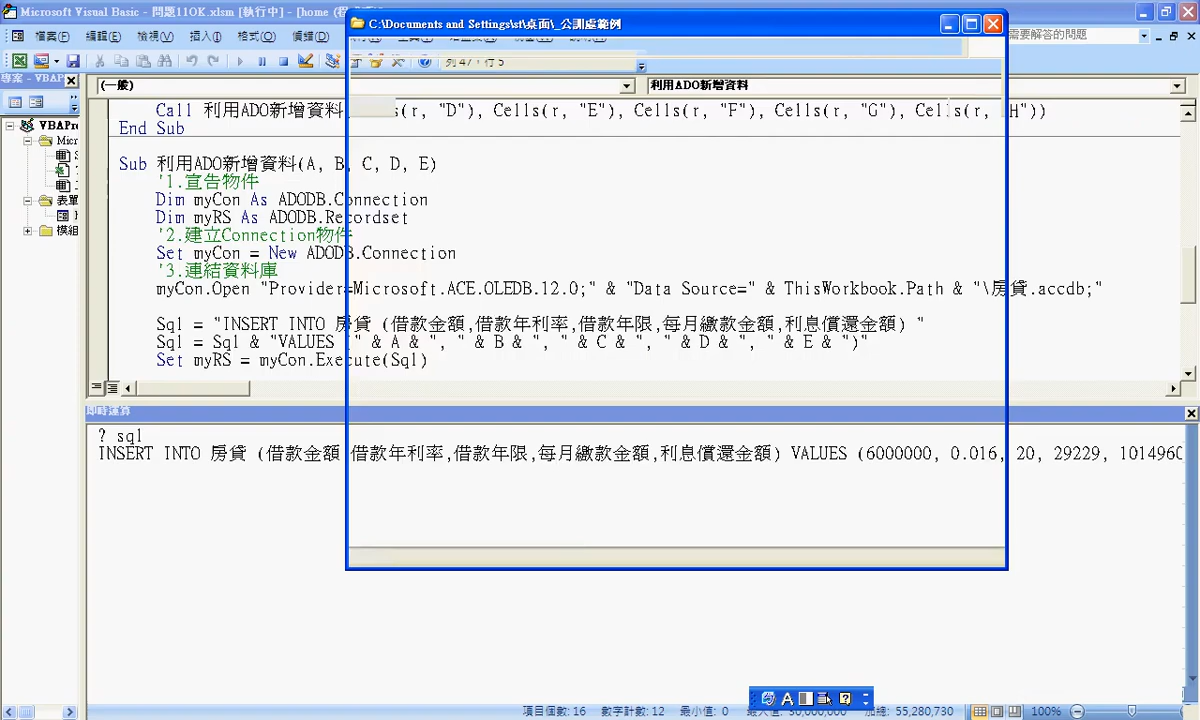 Microsoft Visual Basic - 問題11OK.xlsm [執行中] - [home (程
C:\Documents and Settings\st\桌面\_公訓處範例
檔案(F) 編輯(E) 檢視(V) 插入(I) 格式(O) 偵錯(D)
需要解答的問題
列 47, 行 5
專案 - VBAP
(一般)
利用ADO新增資料
Call 利用ADO新增資料 s(r, "D"), Cells(r, "E"), Cells(r, "F"), Cells(r, "G"), Cells(r, "H"))
End Sub
VBAPro
Micr
表單
模組
Sub 利用ADO新增資料(A, B, C, D, E)
'1.宣告物件
Dim myCon As ADODB.Connection
Dim myRS As ADODB.Recordset
'2.建立Connection物件
Set myCon = New ADODB.Connection
'3.連結資料庫
myCon.Open "Provider=Microsoft.ACE.OLEDB.12.0;" & "Data Source=" & ThisWorkbook.Path & "\房貸.accdb;"
Sql = "INSERT INTO 房貸 (借款金額,借款年利率,借款年限,每月繳款金額,利息償還金額) "
Sql = Sql & "VALUES (" & A & ", " & B & ", " & C & ", " & D & ", " & E & ")"
Set myRS = myCon.Execute(Sql)
即時運算
? sql
INSERT INTO 房貸 (借款金額,借款年利率,借款年限,每月繳款金額,利息償還金額) VALUES (6000000, 0.016, 20, 29229, 1014960
項目個數: 16 數字計數: 12 最小值: 0 最大值: 50,000,000 加總: 55,280,730 100%